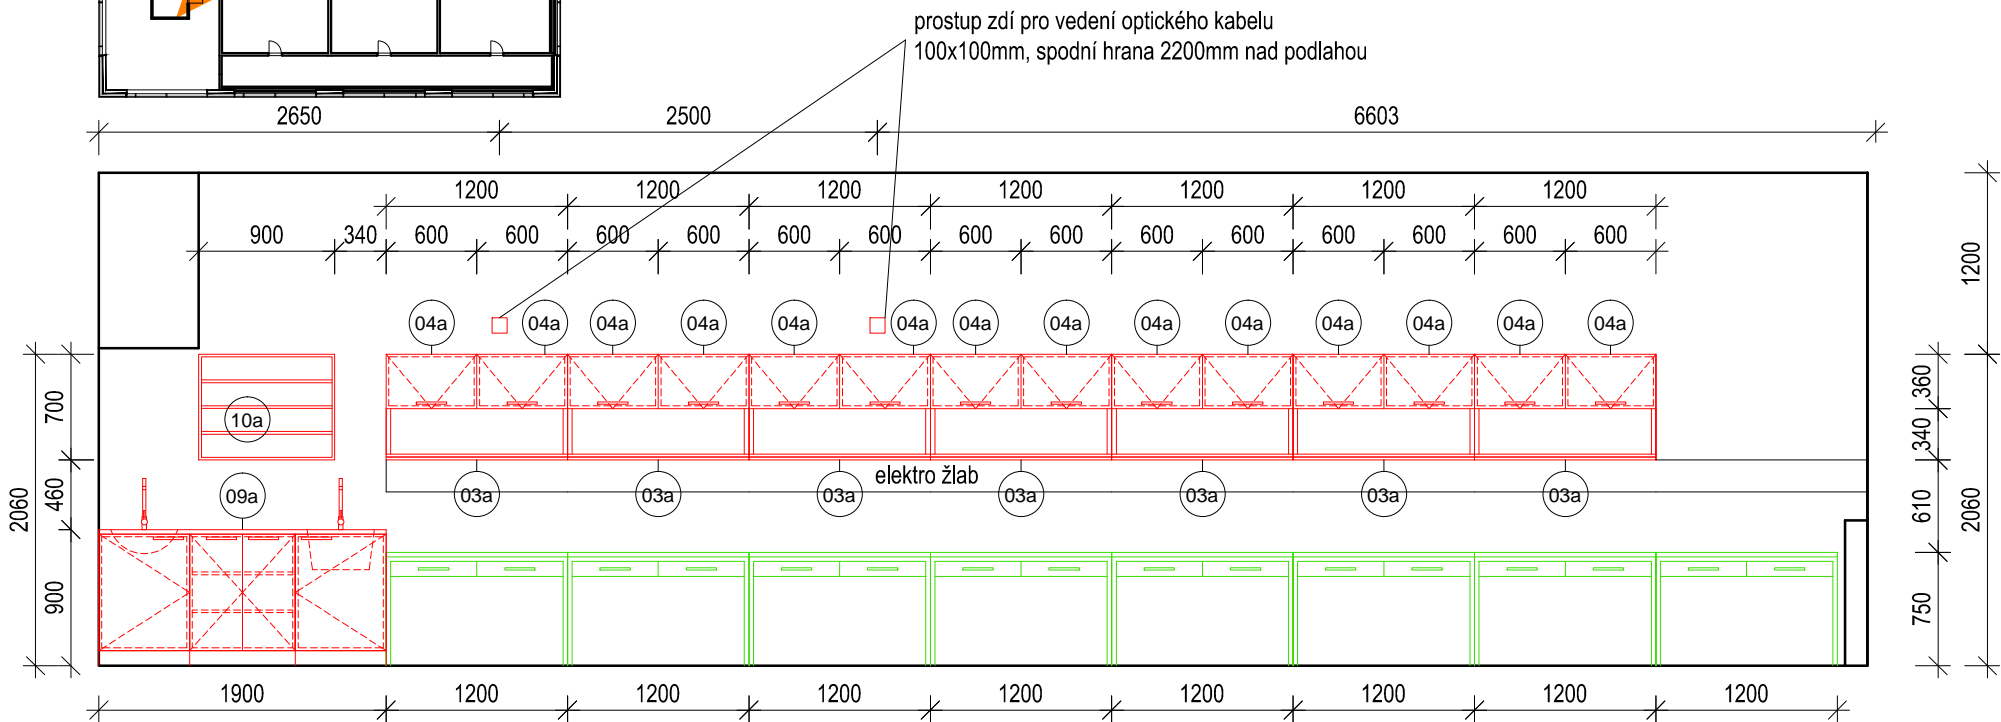 prostup zdí pro vedení optického kabelu
100x100mm, spodní hrana 2200mm nad podlahou
2650 2500 6603
1200 1200 1200 1200 1200 1200 1200
900 340 600 600 600 600 600 600 600 600 600 600 600 600 600 600
1200
04a 04a 04a 04a 04a 04a 04a 04a 04a 04a 04a 04a 04a 04a
700
360
10a
340
elektro žlab
09a 03a 03a 03a 03a 03a 03a 03a
460
2060
610
2060
900
750
1900 1200 1200 1200 1200 1200 1200 1200 1200